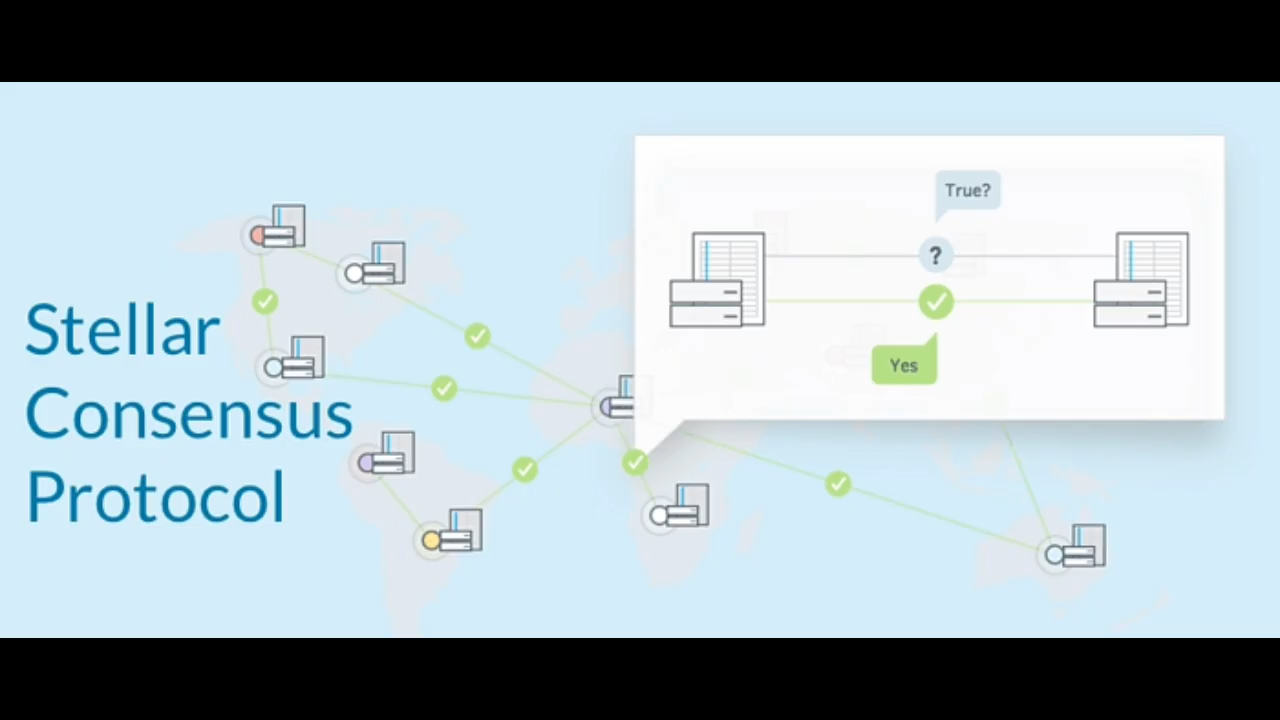 Stellar
Consensus
Protocol
True?
?
Yes